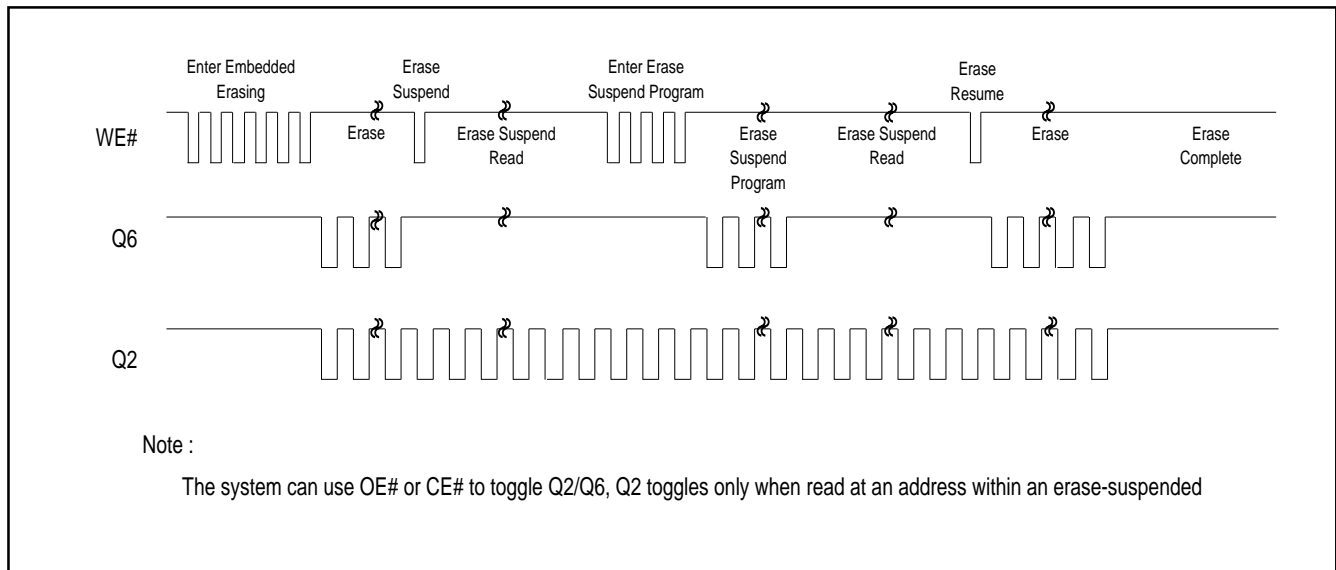 Enter Embedded
Erasing
Erase
Suspend
Enter Erase
Suspend Program
Erase
Resume
WE#
Erase
Erase Suspend
Read
Erase
Suspend
Program
Erase Suspend
Read
Erase
Erase
Complete
Q6
Q2
Note :
The system can use OE# or CE# to toggle Q2/Q6, Q2 toggles only when read at an address within an erase-suspended